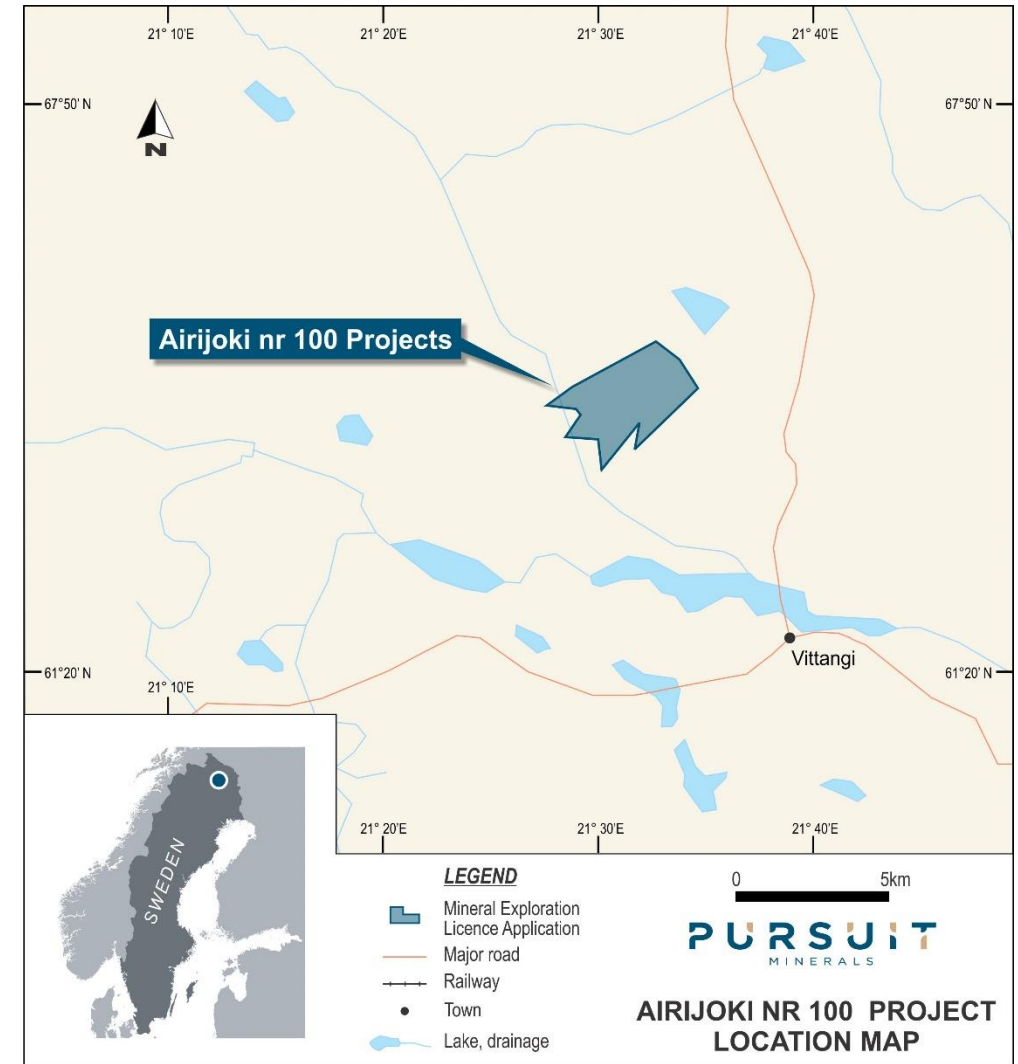 21° 10'E
21° 20'E
21° 30'E
21° 40'E
67°50' N
67°50' N
N
Airijoki nr 100 Projects
Vittangi
61°20' N
61°20' N
21° 10'E
21° 20'E
21° 30'E
21° 40'E
SWEDEN
LEGEND
Mineral Exploration
Licence Application
Major road
Railway
Town
Lake, drainage
0 5km
PURSUIT
MINERALS
AIRIJOKI NR 100 PROJECT
LOCATION MAP